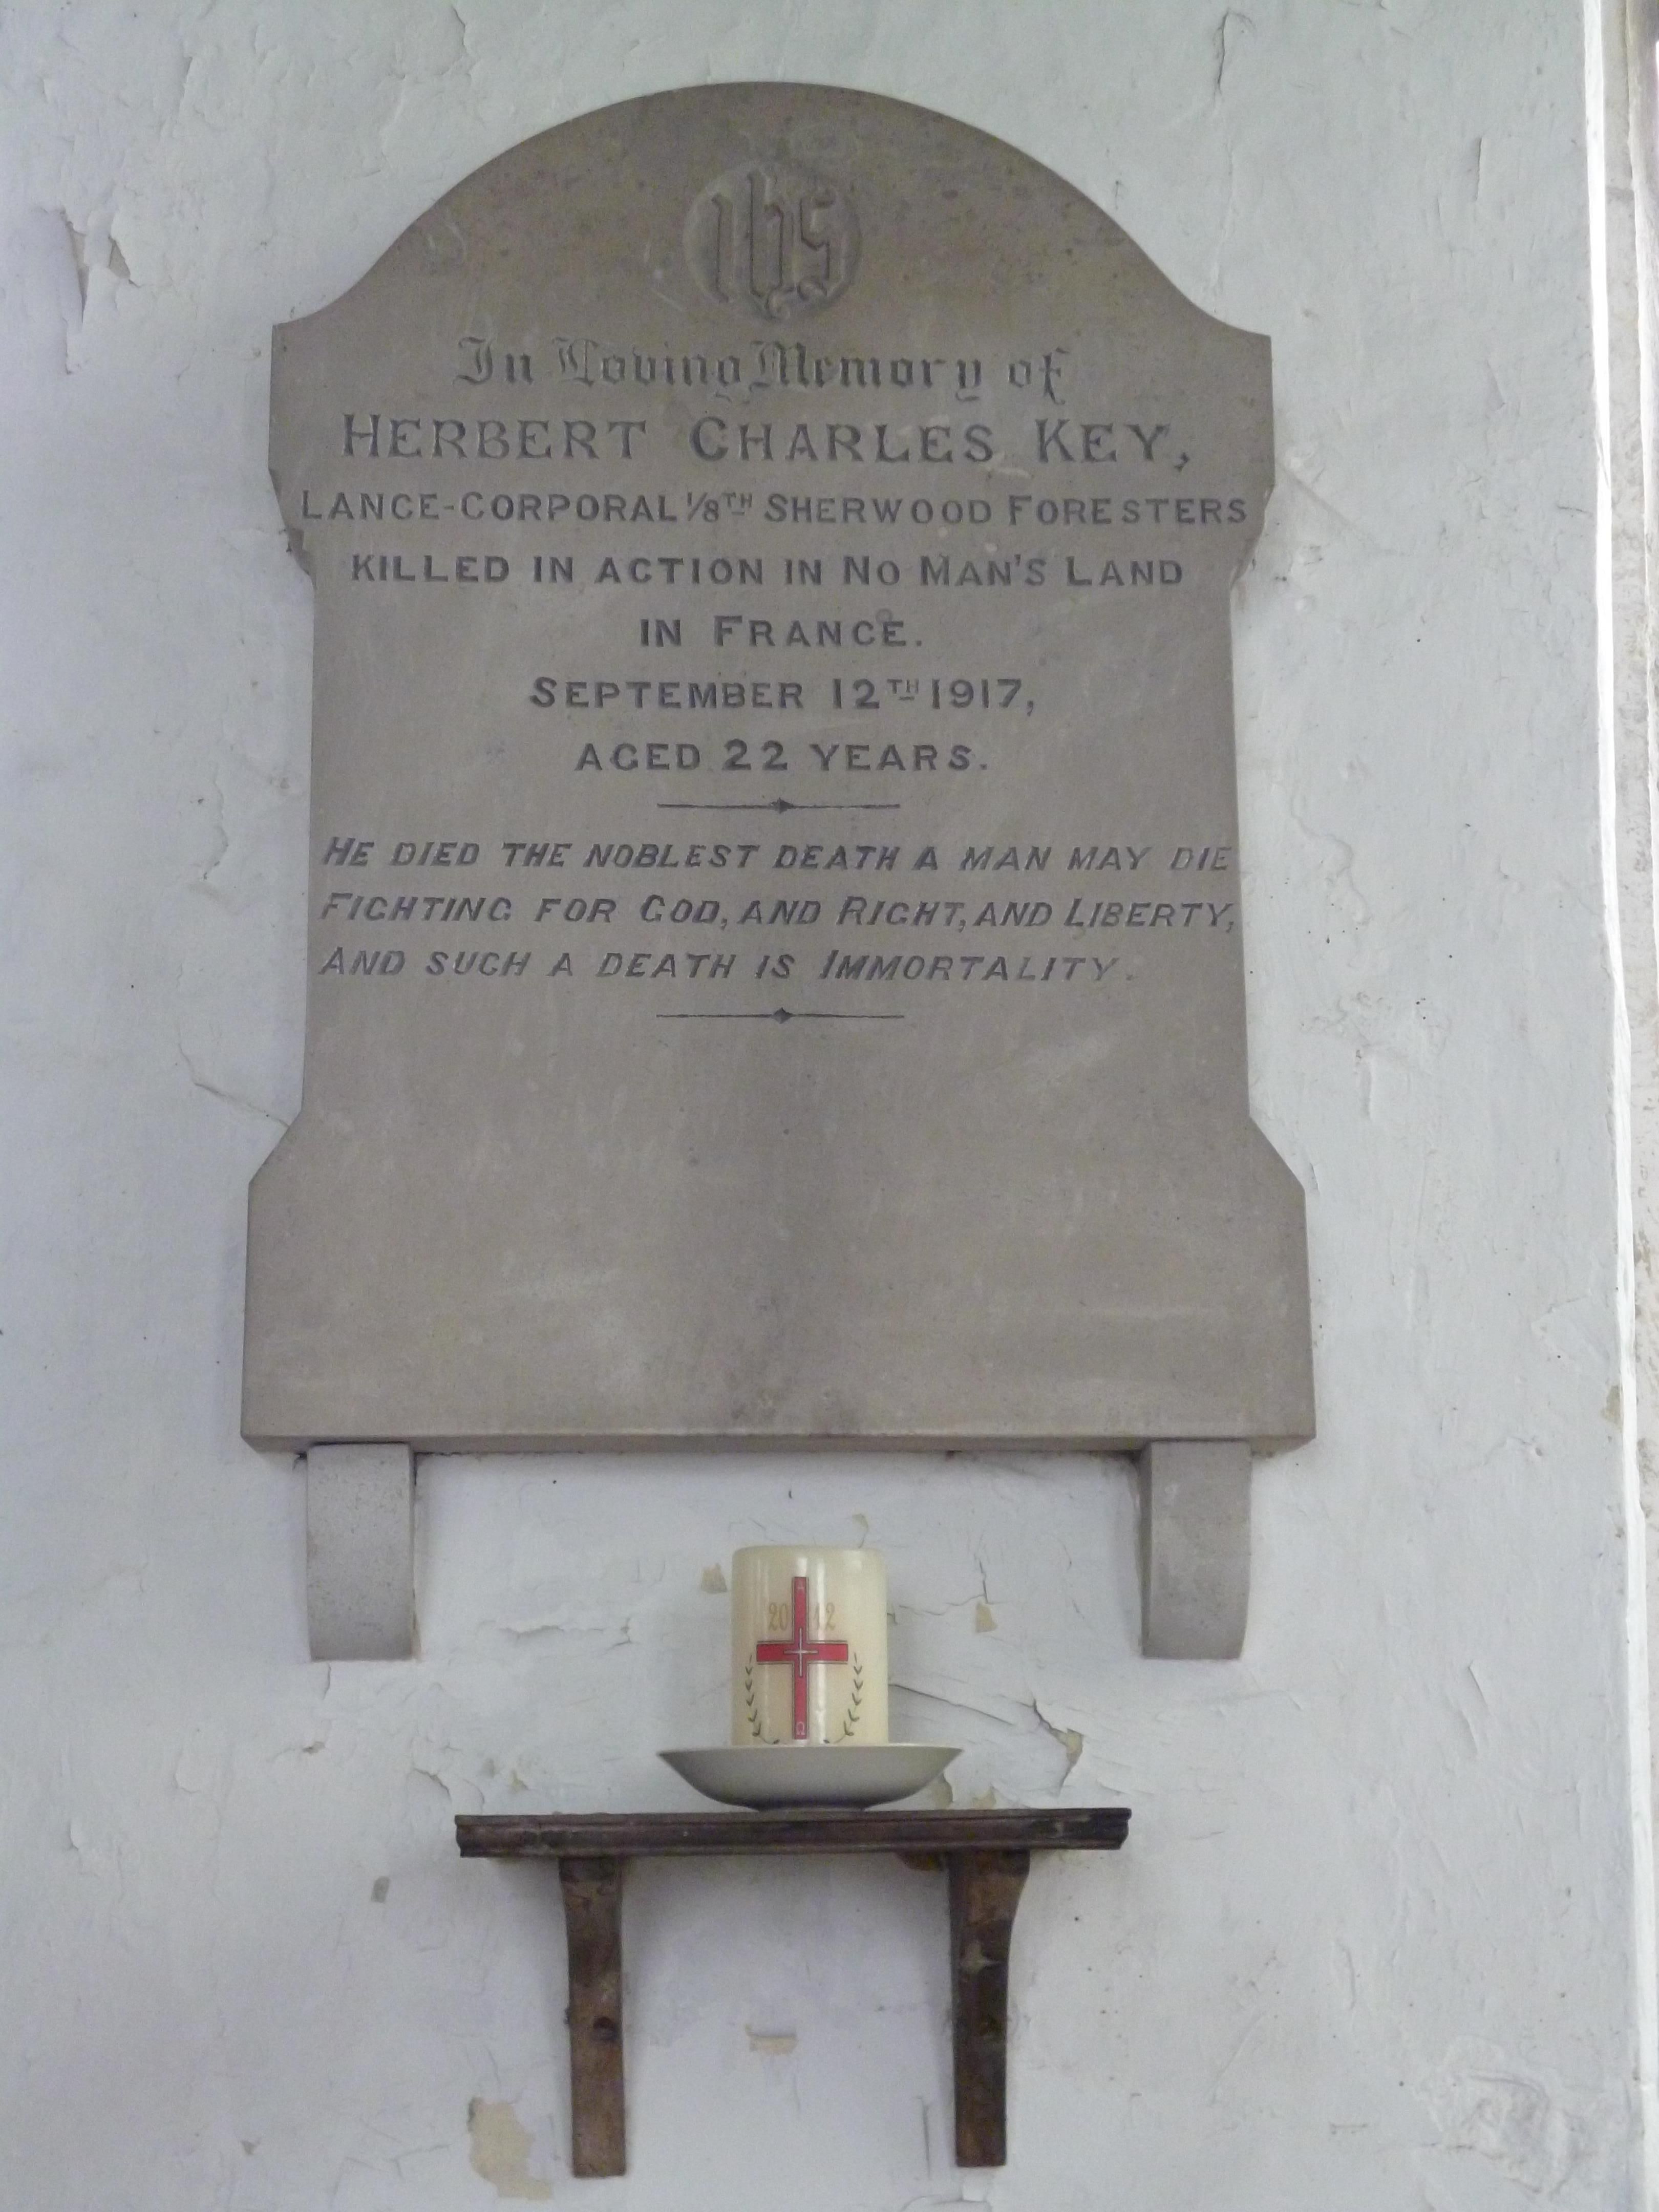 ihs
In Loving Memory of
HERBERT CHARLES KEY,
LANCE-CORPORAL 1/8TH SHERWOOD FORESTERS
KILLED IN ACTION IN NO MAN'S LAND
IN FRANCE.
SEPTEMBER 12TH 1917,
AGED 22 YEARS.
HE DIED THE NOBLEST DEATH A MAN MAY DIE
FIGHTING FOR GOD, AND RIGHT, AND LIBERTY,
AND SUCH A DEATH IS IMMORTALITY.
2012
Ω